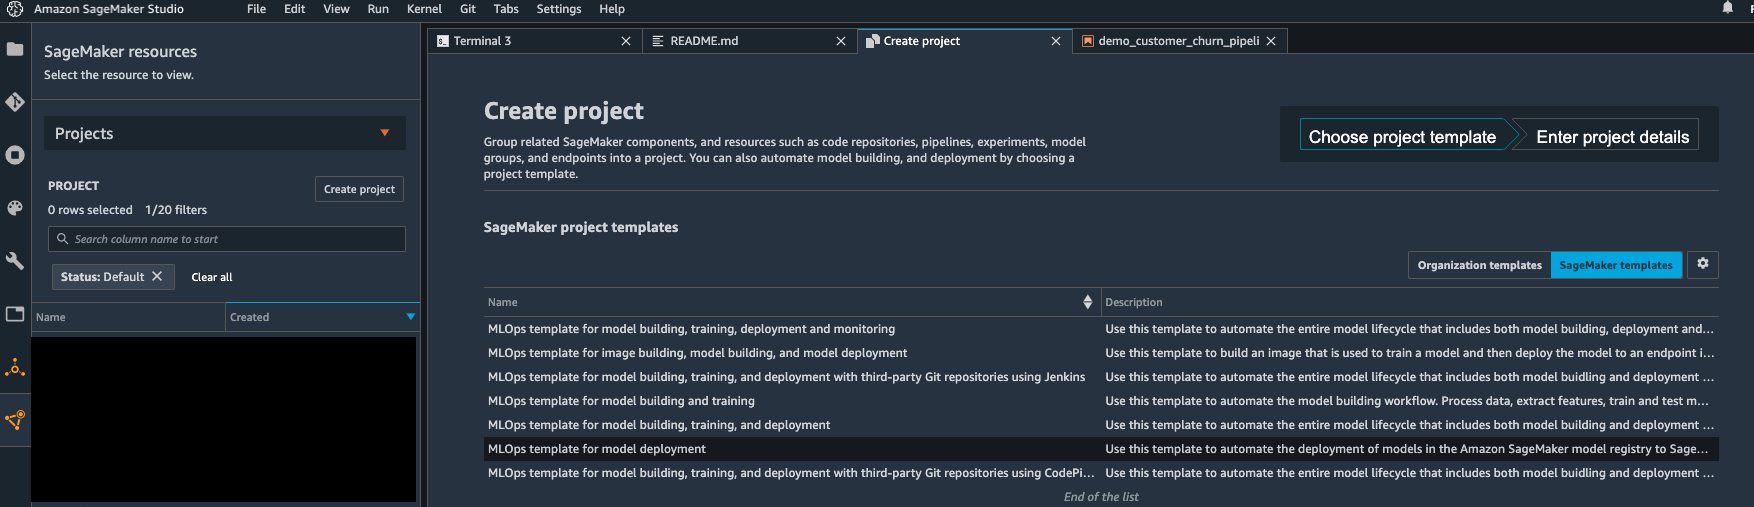 Amazon SageMaker Studio
File Edit View Run Kernel Git Tabs Settings Help
SageMaker resources
Select the resource to view.
Projects
PROJECT
Create project
0 rows selected 1/20 filters
Search column name to start
Status: Default
Clear all
Name Created
Terminal 3
README.md
Create project
demo_customer_churn_pipeli
Create project
Group related SageMaker components, and resources such as code repositories, pipelines, experiments, model
groups, and endpoints into a project. You can also automate model building, and deployment by choosing a
project template.
Choose project template
Enter project details
SageMaker project templates
Organization templates
SageMaker templates
Name Description
MLOps template for model building, training, deployment and monitoring Use this template to automate the entire model lifecycle that includes both model building, deployment and...
MLOps template for image building, model building, and model deployment Use this template to build an image that is used to train a model and then deploy the model to an endpoint i...
MLOps template for model building, training, and deployment with third-party Git repositories using Jenkins Use this template to automate the entire model lifecycle that includes both model buidling and deployment ...
MLOps template for model building and training Use this template to automate the model building workflow. Process data, extract features, train and test m...
MLOps template for model building, training, and deployment Use this template to automate the entire model lifecycle that includes both model building and deployment ...
MLOps template for model deployment Use this template to automate the deployment of models in the Amazon SageMaker model registry to Sage...
MLOps template for model building, training, and deployment with third-party Git repositories using CodePi... Use this template to automate the entire model lifecycle that includes both model building and deployment ...
End of the list